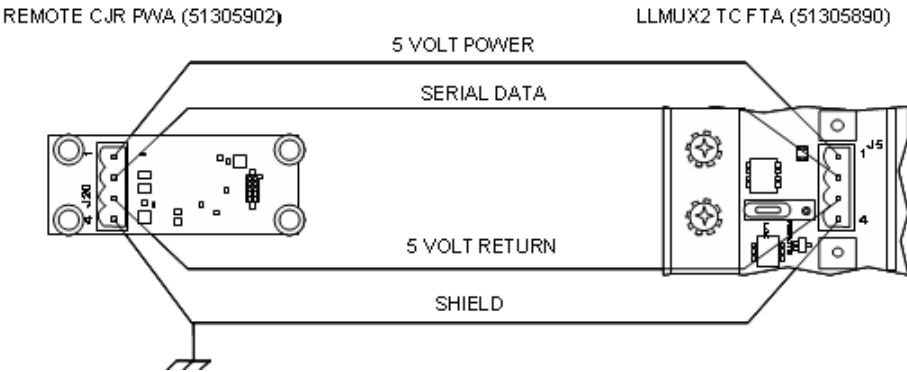 REMOTE CJR PWA (51305902)
LLMUX2 TC FTA (51305890)
5 VOLT POWER
SERIAL DATA
1
J20
4
J5
1
4
5 VOLT RETURN
SHIELD